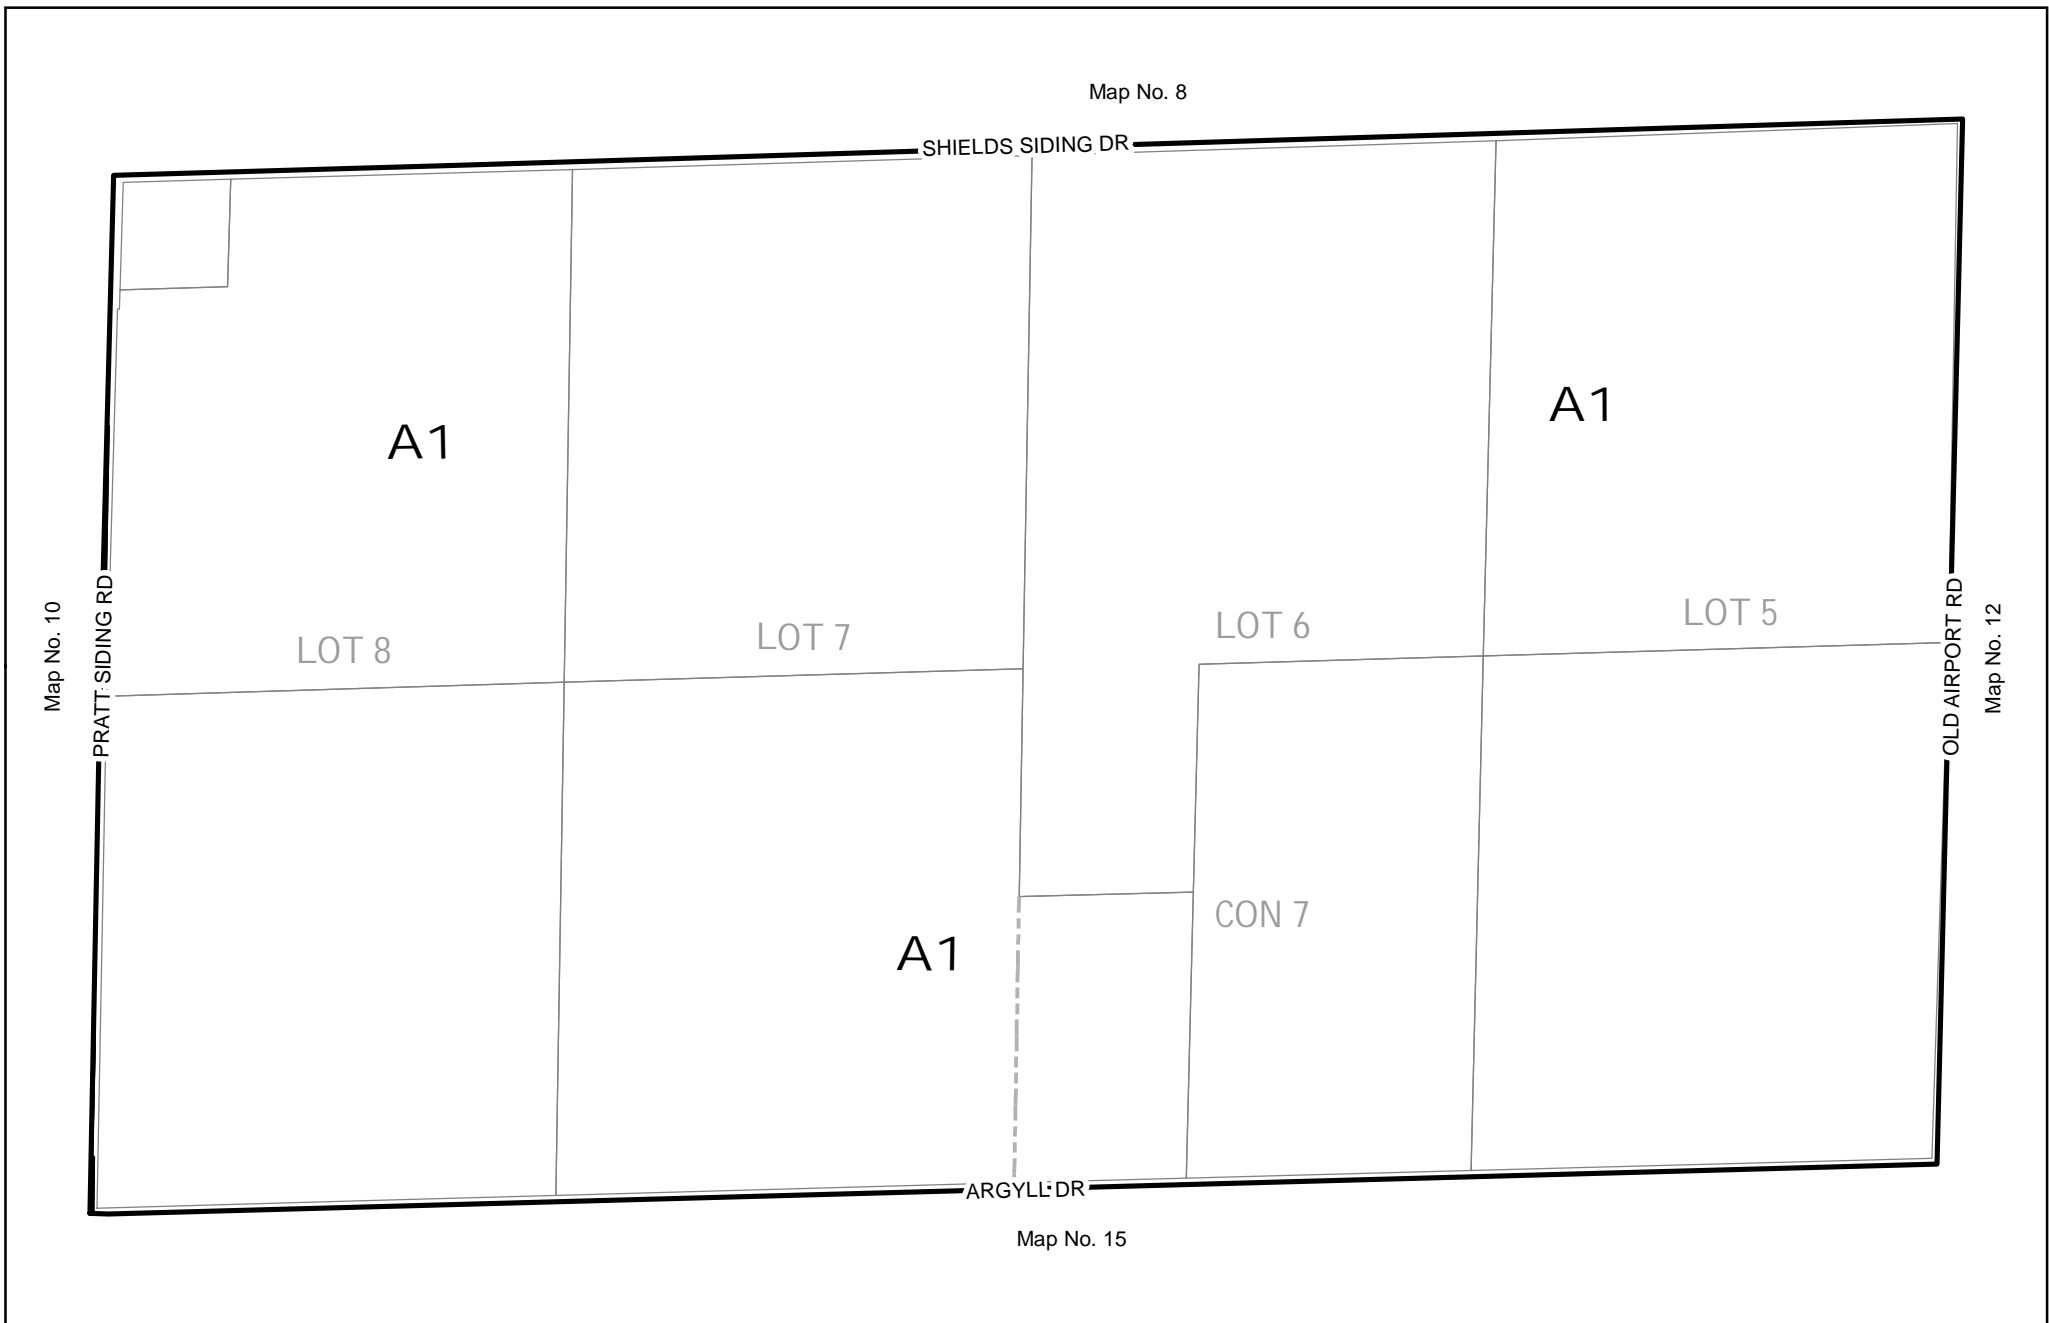 Map No. 8
SHIELDS SIDING DR
A1
A1
Map No. 10
PRATT SIDING RD
LOT 8
LOT 7
LOT 6
LOT 5
OLD AIRPORT RD
Map No. 12
CON 7
A1
ARGYLL DR
Map No. 15